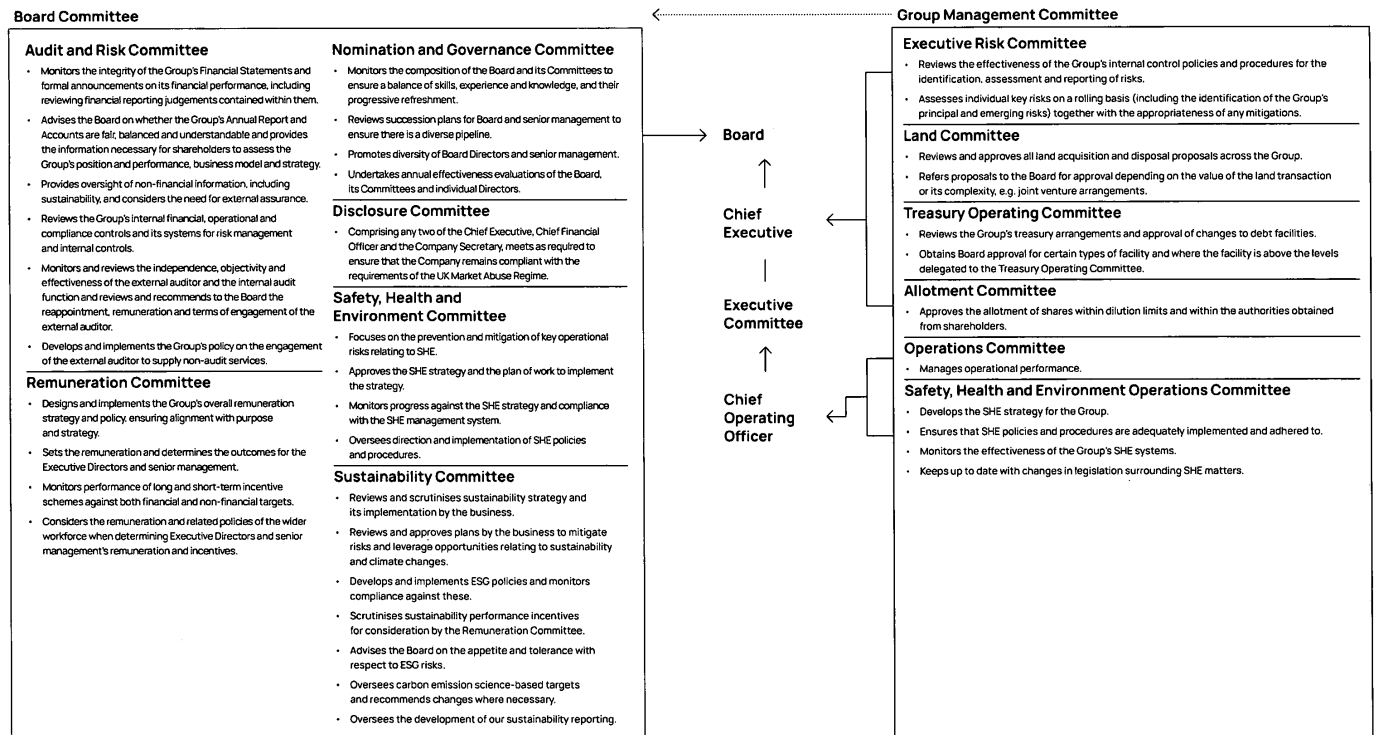 Board Committee
Audit and Risk Committee
• Monitors the integrity of the Group's Financial Statements and
formal announcements on its financial performance, including
reviewing financial reporting judgements contained within them.
• Advises the Board on whether the Group's Annual Report and
Accounts are fair, balanced and understandable and provides
the information necessary for shareholders to assess the
Group's position and performance, business model and strategy.
• Provides oversight of non-financial information, including
sustainability, and considers the need for external assurance.
• Reviews the Group's internal financial, operational and
compliance controls and its systems for risk management
and internal controls.
• Monitors and reviews the independence, objectivity and
effectiveness of the external auditor and the internal audit
function and reviews and recommends to the Board the
reappointment, remuneration and terms of engagement of the
external auditor.
• Develops and implements the Group's policy on the engagement
of the external auditor to supply non-audit services.
Remuneration Committee
• Designs and implements the Group's overall remuneration
strategy and policy, ensuring alignment with purpose
and strategy.
• Sets the remuneration and determines the outcomes for the
Executive Directors and senior management.
• Monitors performance of long and short-term incentive
schemes against both financial and non-financial targets.
• Considers the remuneration and related policies of the wider
workforce when determining Executive Directors and senior
management's remuneration and incentives.
Nomination and Governance Committee
• Monitors the composition of the Board and its Committees to
ensure a balance of skills, experience and knowledge, and their
progressive refreshment.
• Reviews succession plans for Board and senior management to
ensure there is a diverse pipeline.
• Promotes diversity of Board Directors and senior management.
• Undertakes annual effectiveness evaluations of the Board,
its Committees and individual Directors.
Disclosure Committee
• Comprising any two of the Chief Executive, Chief Financial
Officer and the Company Secretary, meets as required to
ensure that the Company remains compliant with the
requirements of the UK Market Abuse Regime.
Safety, Health and
Environment Committee
• Focuses on the prevention and mitigation of key operational
risks relating to SHE.
• Approves the SHE strategy and the plan of work to implement
the strategy.
• Monitors progress against the SHE strategy and compliance
with the SHE management system.
• Oversees direction and implementation of SHE policies
and procedures.
Sustainability Committee
• Reviews and scrutinises sustainability strategy and
its implementation by the business.
• Reviews and approves plans by the business to mitigate
risks and leverage opportunities relating to sustainability
and climate changes.
• Develops and implements ESG policies and monitors
compliance against these.
• Scrutinises sustainability performance incentives
for consideration by the Remuneration Committee.
• Advises the Board on the appetite and tolerance with
respect to ESG risks.
• Oversees carbon emission science-based targets
and recommends changes where necessary.
• Oversees the development of our sustainability reporting.
Board
Chief
Executive
Executive
Committee
Chief
Operating
Officer
Group Management Committee
Executive Risk Committee
• Reviews the effectiveness of the Group's internal control policies and procedures for the
identification, assessment and reporting of risks.
• Assesses individual key risks on a rolling basis (including the identification of the Group's
principal and emerging risks) together with the appropriateness of any mitigations.
Land Committee
• Reviews and approves all land acquisition and disposal proposals across the Group.
• Refers proposals to the Board for approval depending on the value of the land transaction
or its complexity, e.g. joint venture arrangements.
Treasury Operating Committee
• Reviews the Group's treasury arrangements and approval of changes to debt facilities.
• Obtains Board approval for certain types of facility and where the facility is above the levels
delegated to the Treasury Operating Committee.
Allotment Committee
• Approves the allotment of shares within dilution limits and within the authorities obtained
from shareholders.
Operations Committee
• Manages operational performance.
Safety, Health and Environment Operations Committee
• Develops the SHE strategy for the Group.
• Ensures that SHE policies and procedures are adequately implemented and adhered to.
• Monitors the effectiveness of the Group's SHE systems.
• Keeps up to date with changes in legislation surrounding SHE matters.